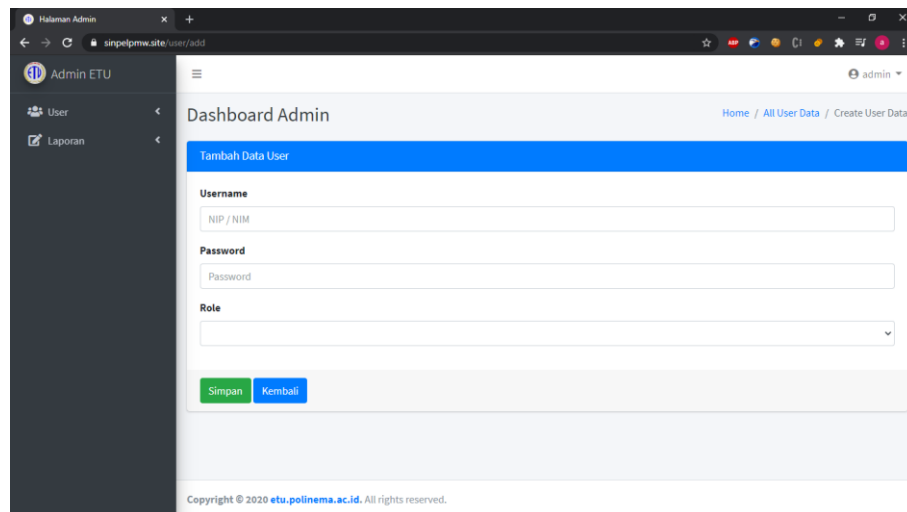 Halaman Admin
sinpelpmw.site/user/add
ABP
a
Admin ETU
admin
User
Laporan
Dashboard Admin
Home / All User Data / Create User Data
Tambah Data User
Username
NIP / NIM
Password
Password
Role
Simpan
Kembali
Copyright © 2020 etu.polinema.ac.id. All rights reserved.